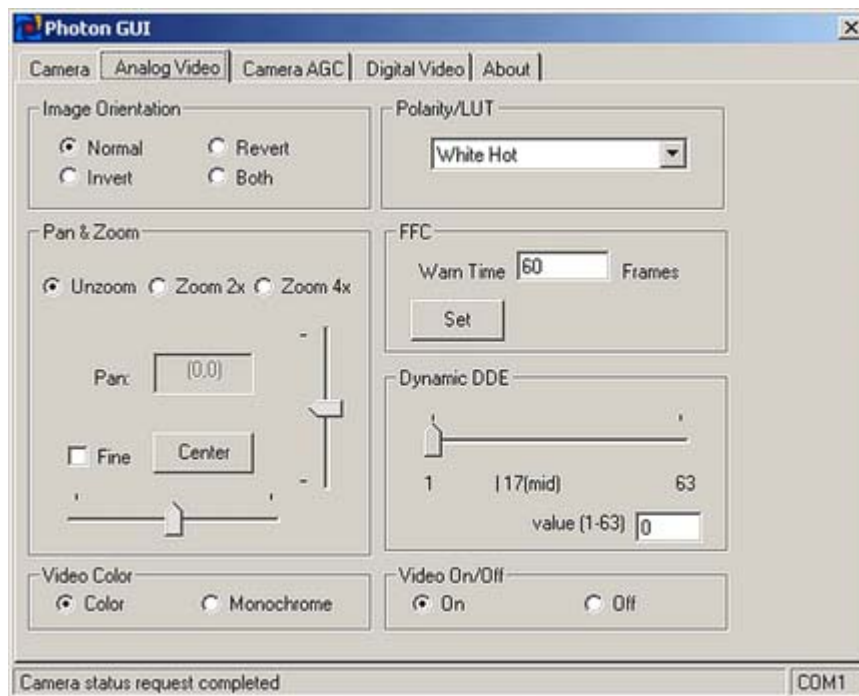 Photon GUI
Camera Analog Video Camera AGC Digital Video About
Image Orientation
Normal Revert
Invert Both
Polarity/LUT
White Hot
Pan & Zoom
Unzoom Zoom 2x Zoom 4x
Pan: (0,0)
Fine Center
FFC
Warn Time 60 Frames
Set
Dynamic DDE
1 |17(mid) 63
value (1-63) 0
Video Color
Color Monochrome
Video On/Off
On Off
Camera status request completed COM1